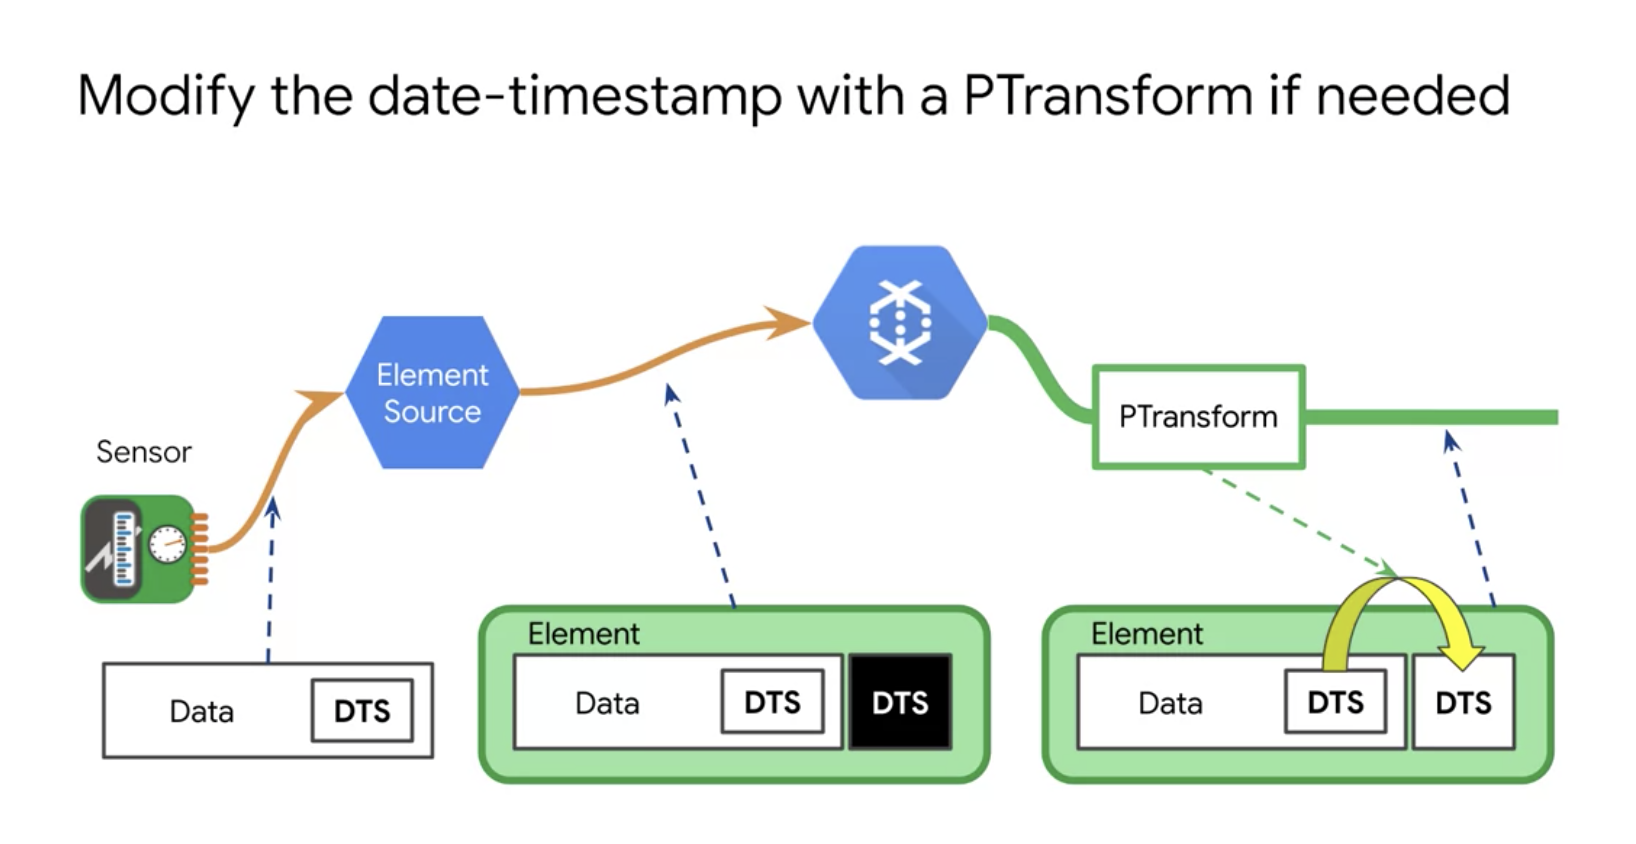 Modify the date-timestamp with a PTransform if needed
Element
Source
PTransform
Sensor
Element
Element
Data
DTS
Data
DTS
DTS
Data
DTS
DTS